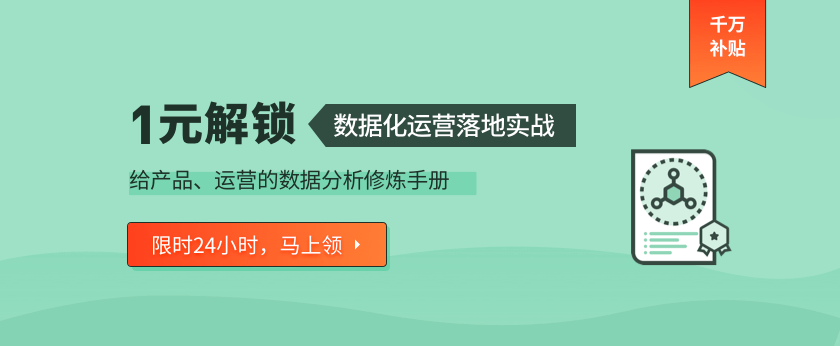 千万
补贴
1元解锁 数据化运营落地实战
给产品、运营的数据分析修炼手册
限时24小时，马上领